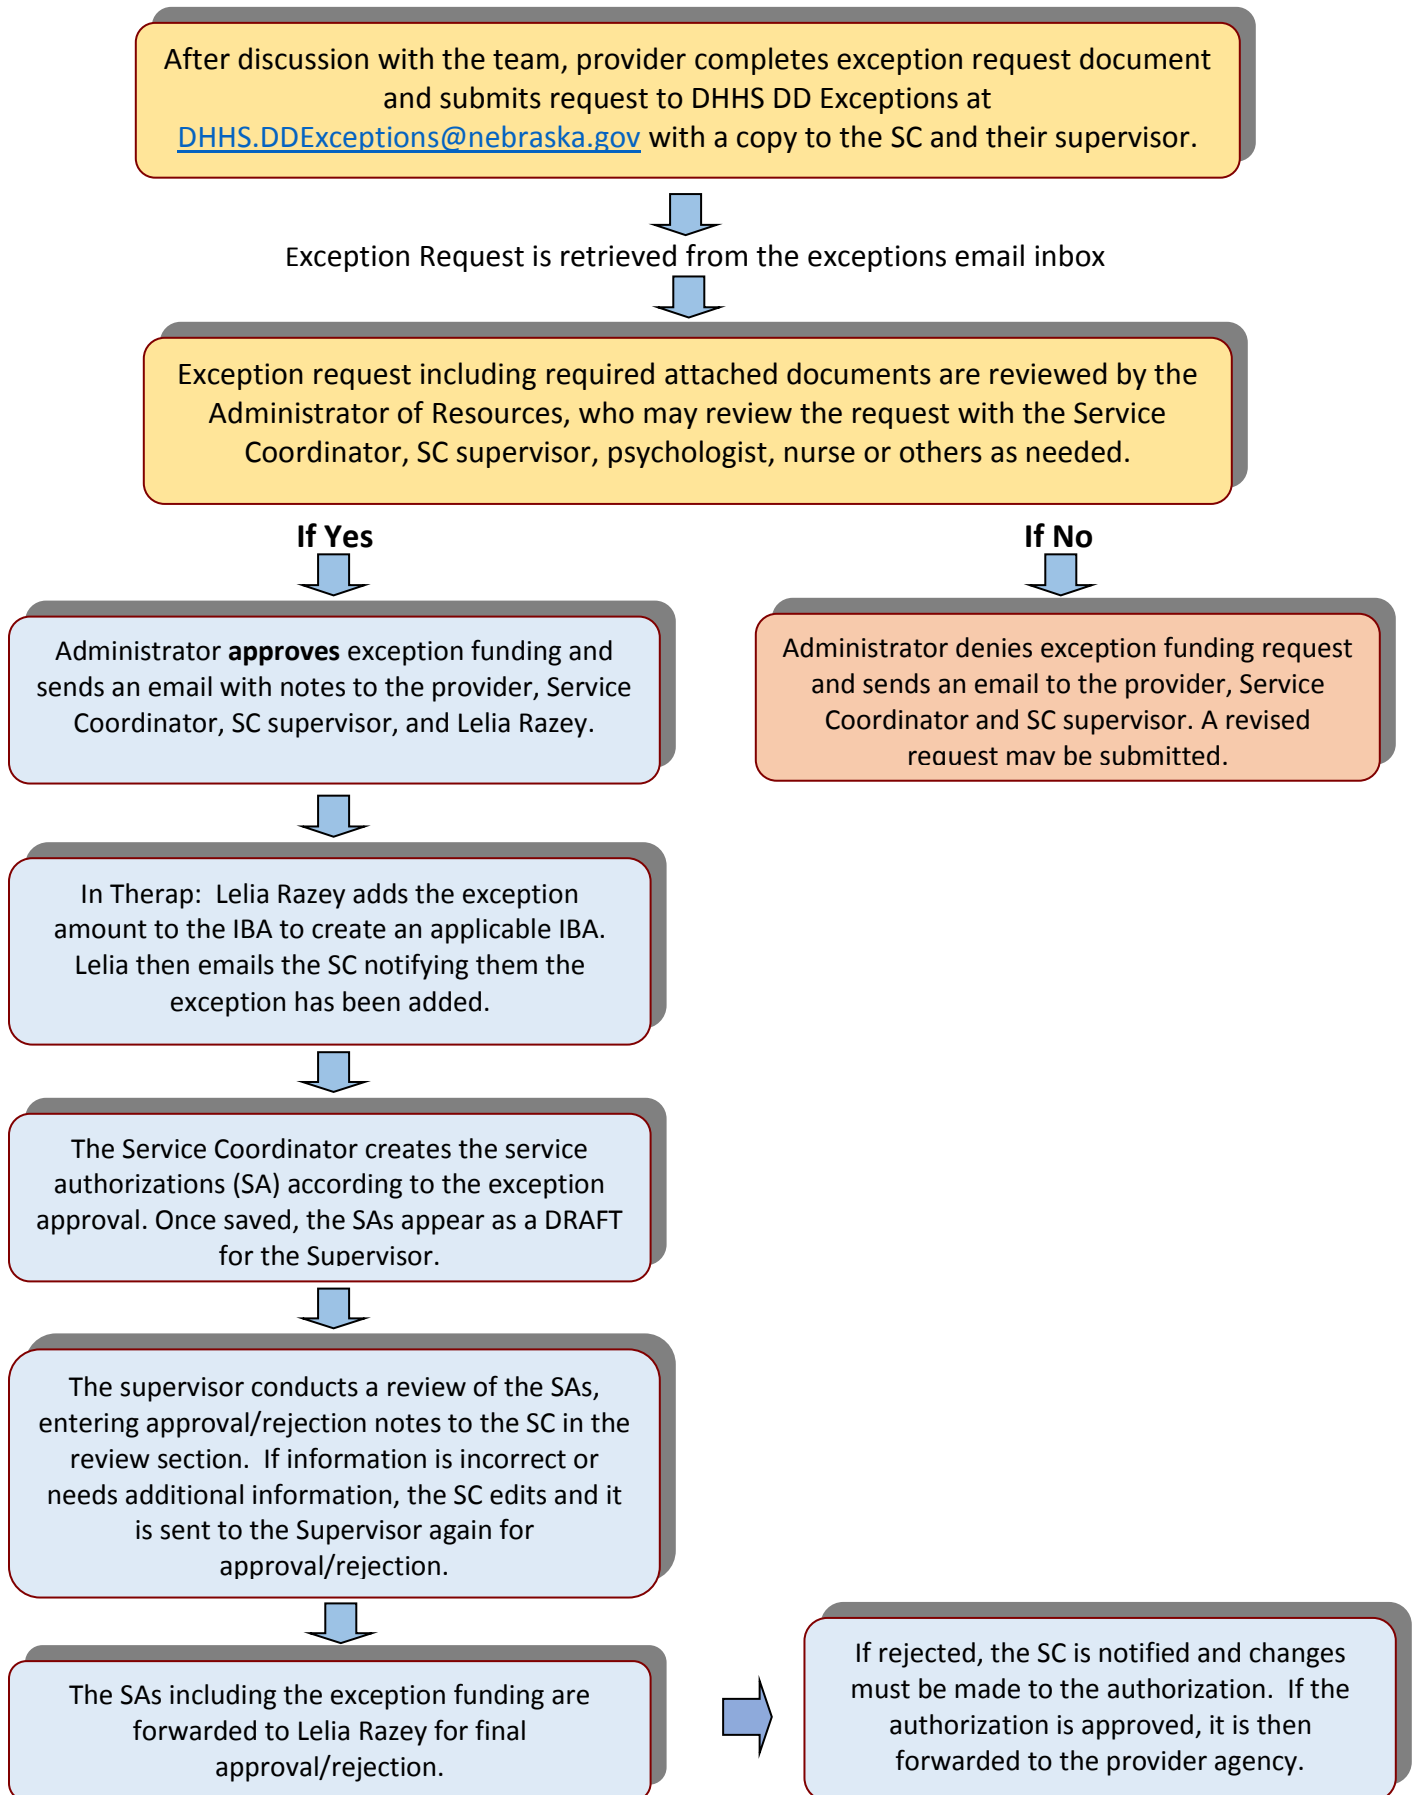 After discussion with the team, provider completes exception request document
and submits request to DHHS DD Exceptions at
DHHS.DDExceptions@nebraska.gov with a copy to the SC and their supervisor.
Exception Request is retrieved from the exceptions email inbox
Exception request including required attached documents are reviewed by the
Administrator of Resources, who may review the request with the Service
Coordinator, SC supervisor, psychologist, nurse or others as needed.
If Yes
If No
Administrator approves exception funding and
sends an email with notes to the provider, Service
Coordinator, SC supervisor, and Lelia Razey.
Administrator denies exception funding request
and sends an email to the provider, Service
Coordinator and SC supervisor. A revised
request may be submitted.
In Therap:  Lelia Razey adds the exception
amount to the IBA to create an applicable IBA.
Lelia then emails the SC notifying them the
exception has been added.
The Service Coordinator creates the service
authorizations (SA) according to the exception
approval. Once saved, the SAs appear as a DRAFT
for the Supervisor.
The supervisor conducts a review of the SAs,
entering approval/rejection notes to the SC in the
review section.  If information is incorrect or
needs additional information, the SC edits and it
is sent to the Supervisor again for
approval/rejection.
The SAs including the exception funding are
forwarded to Lelia Razey for final
approval/rejection.
If rejected, the SC is notified and changes
must be made to the authorization.  If the
authorization is approved, it is then
forwarded to the provider agency.